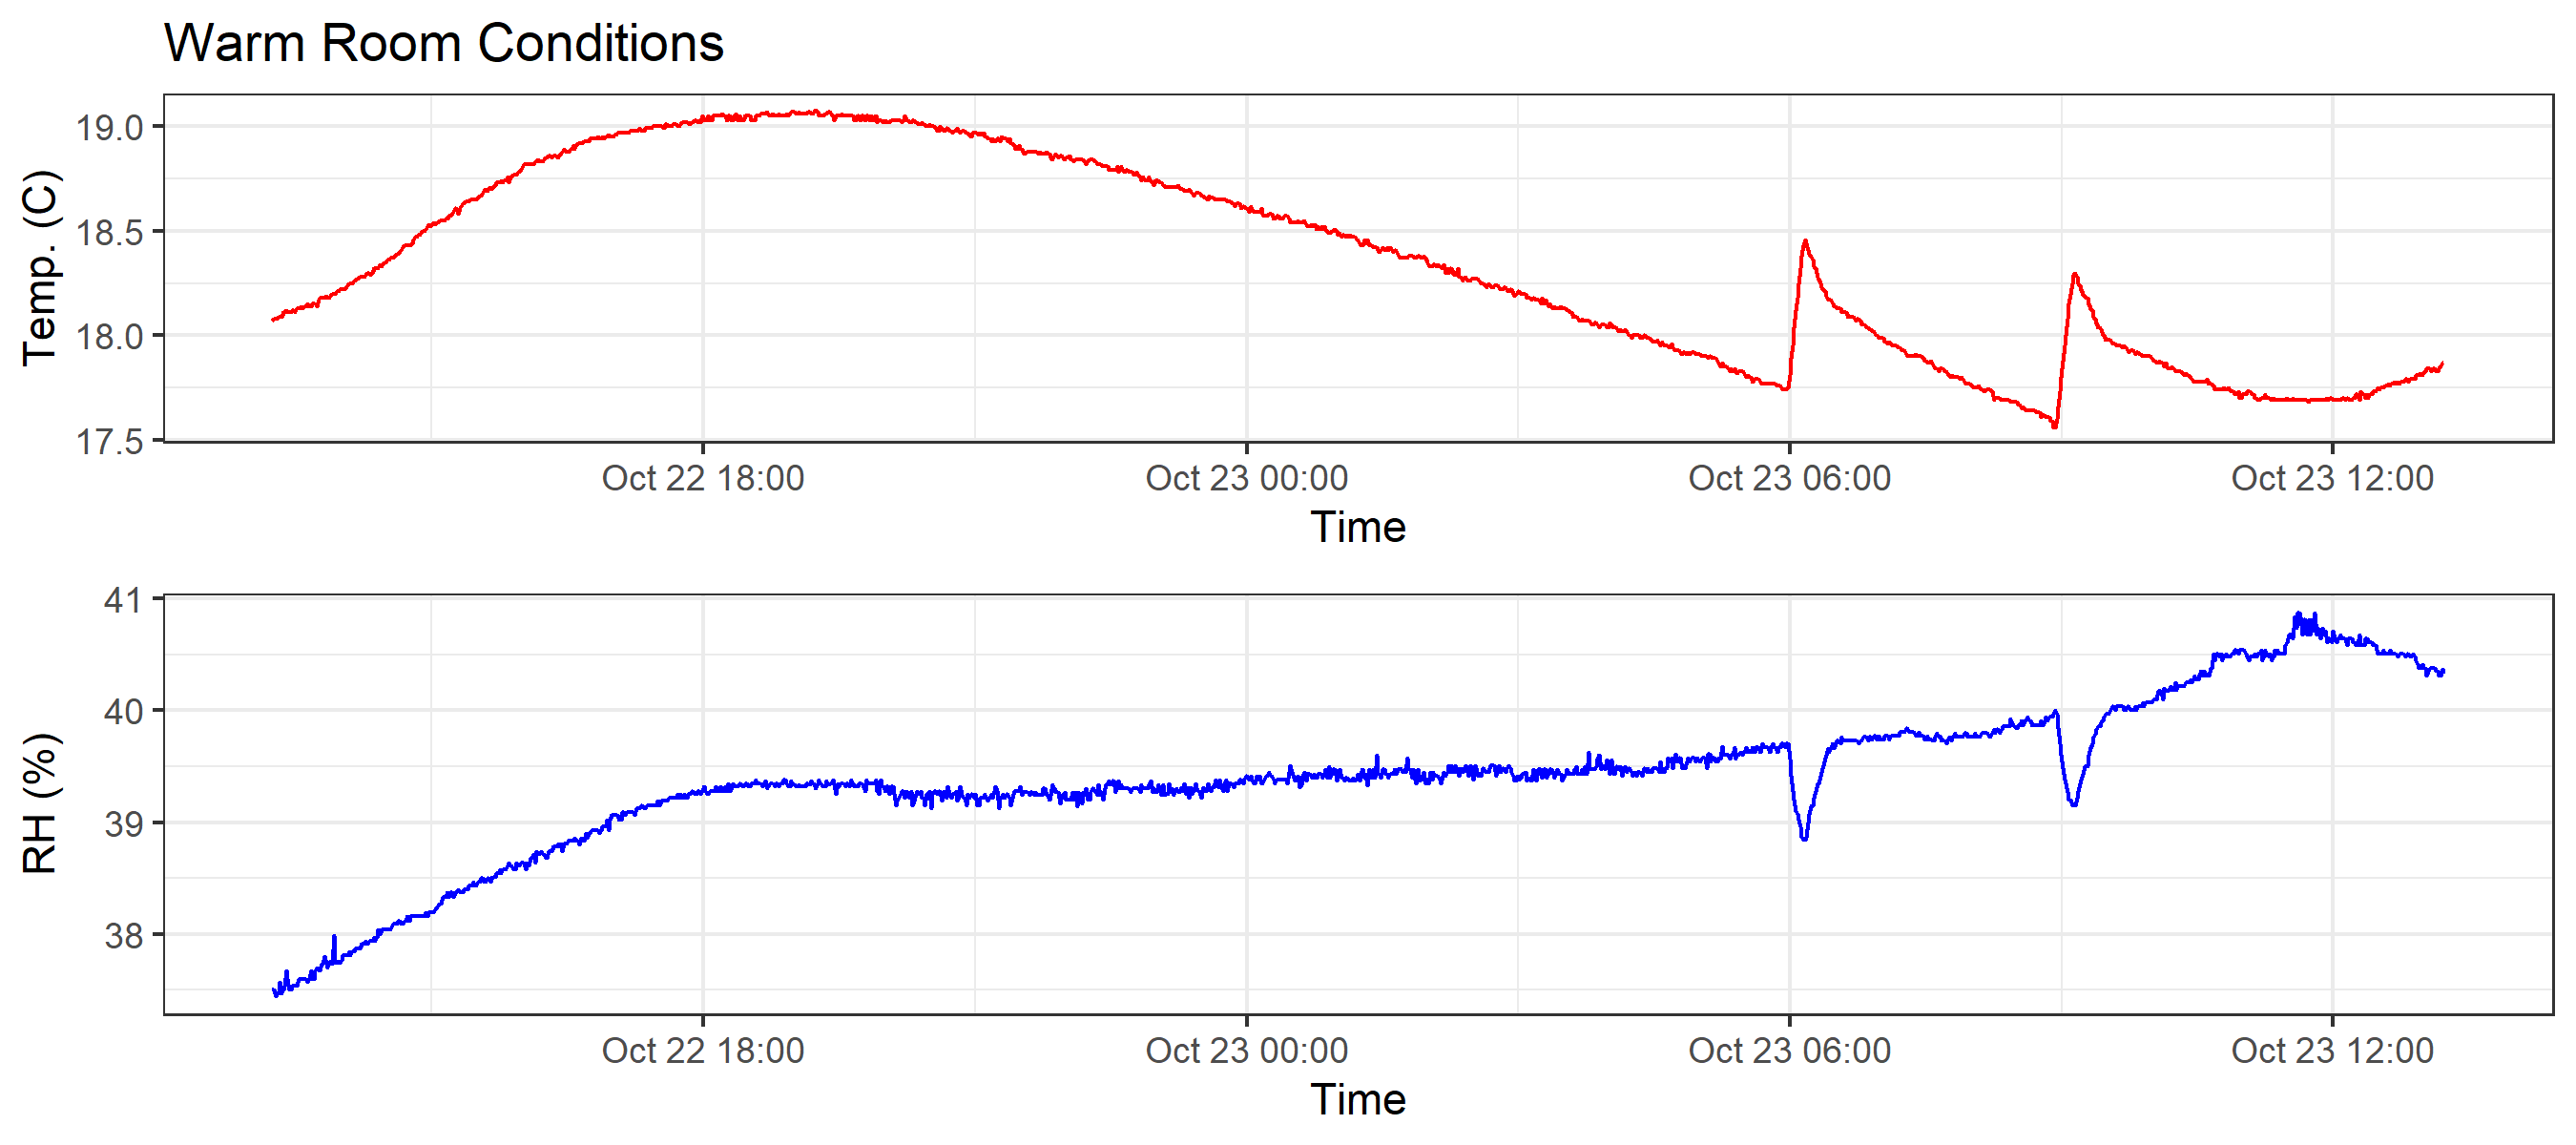 Warm Room Conditions
Temp. (C)
19.0
18.5
18.0
17.5
Oct 22 18:00 Oct 23 00:00 Oct 23 06:00 Oct 23 12:00
Time
RH (%)
41
40
39
38
Oct 22 18:00 Oct 23 00:00 Oct 23 06:00 Oct 23 12:00
Time